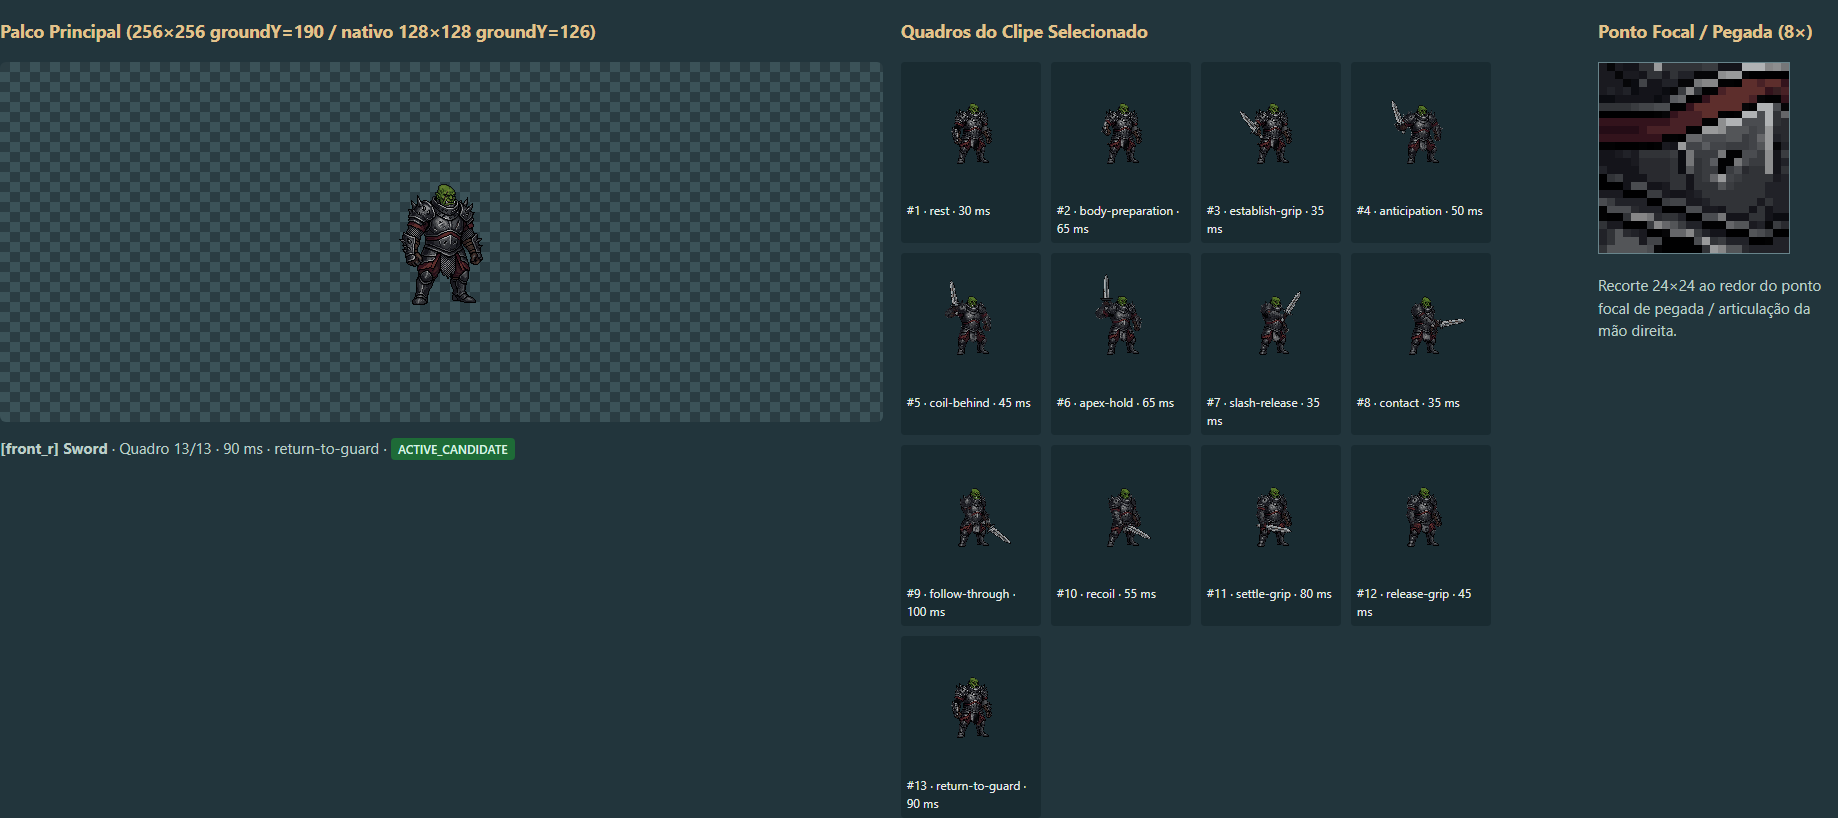 Palco Principal (256×256 groundY=190 / nativo 128×128 groundY=126)
[front_r] Sword · Quadro 13/13 · 90 ms · return-to-guard · ACTIVE_CANDIDATE
Quadros do Clipe Selecionado
#1 · rest · 30 ms
#2 · body-preparation ·
65 ms
#3 · establish-grip · 35
ms
#4 · anticipation · 50 ms
#5 · coil-behind · 45 ms
#6 · apex-hold · 65 ms
#7 · slash-release · 35
ms
#8 · contact · 35 ms
#9 · follow-through ·
100 ms
#10 · recoil · 55 ms
#11 · settle-grip · 80 ms
#12 · release-grip · 45
ms
#13 · return-to-guard ·
90 ms
Ponto Focal / Pegada (8×)
Recorte 24×24 ao redor do ponto
focal de pegada / articulação da
mão direita.